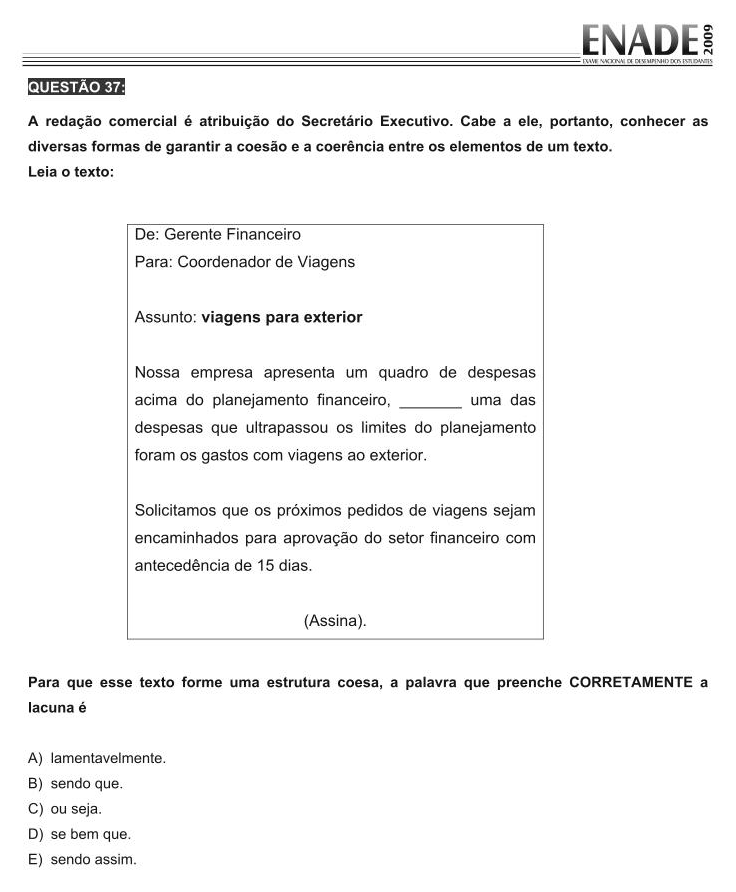 ENADE 2009
EXAME NACIONAL DE DESEMPENHO DOS ESTUDANTES
QUESTÃO 37:
A redação comercial é atribuição do Secretário Executivo. Cabe a ele, portanto, conhecer as
diversas formas de garantir a coesão e a coerência entre os elementos de um texto.
Leia o texto:
De: Gerente Financeiro
Para: Coordenador de Viagens
Assunto: viagens para exterior
Nossa empresa apresenta um quadro de despesas
acima do planejamento financeiro, _______ uma das
despesas que ultrapassou os limites do planejamento
foram os gastos com viagens ao exterior.
Solicitamos que os próximos pedidos de viagens sejam
encaminhados para aprovação do setor financeiro com
antecedência de 15 dias.
(Assina).
Para que esse texto forme uma estrutura coesa, a palavra que preenche CORRETAMENTE a
lacuna é
A) lamentavelmente.
B) sendo que.
C) ou seja.
D) se bem que.
E) sendo assim.